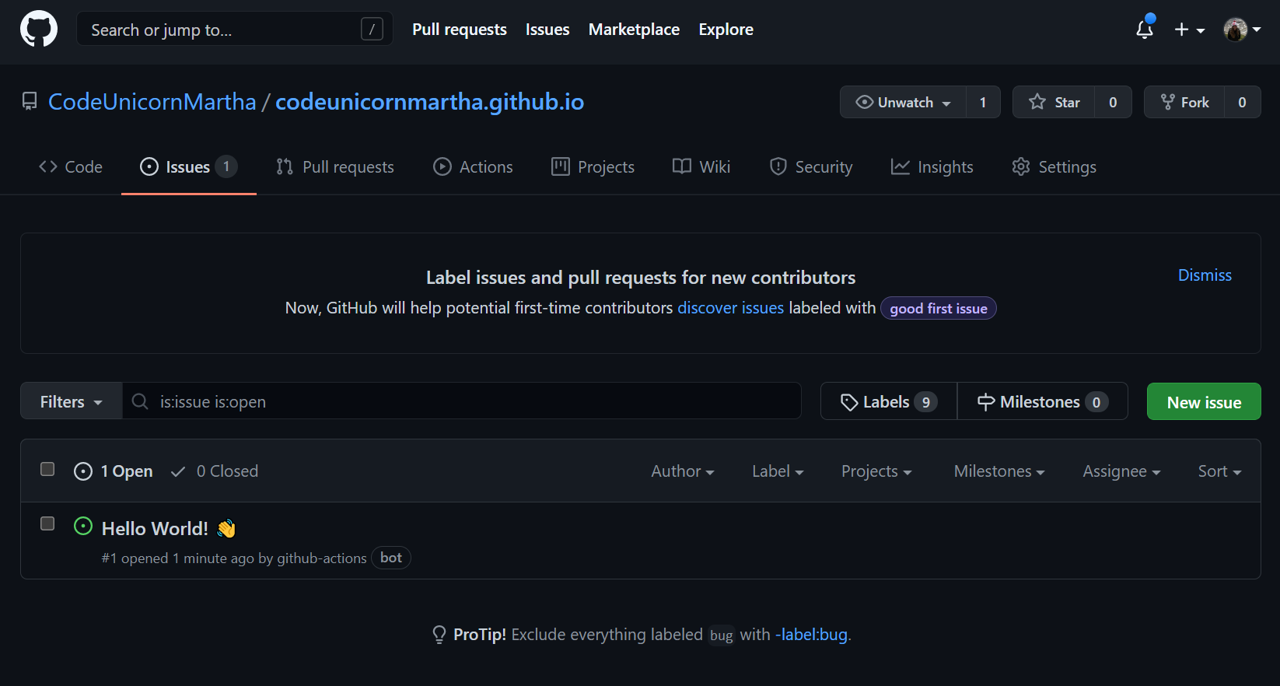 Search or jump to... / Pull requests Issues Marketplace Explore
CodeUnicornMartha / codeunicornmartha.github.io Unwatch 1 Star 0 Fork 0
Code Issues 1 Pull requests Actions Projects Wiki Security Insights Settings
Label issues and pull requests for new contributors Dismiss
Now, GitHub will help potential first-time contributors discover issues labeled with good first issue
Filters is:issue is:open Labels 9 Milestones 0 New issue
1 Open 0 Closed Author Label Projects Milestones Assignee Sort
Hello World! 👋
#1 opened 1 minute ago by github-actions bot
ProTip! Exclude everything labeled bug with -label:bug.